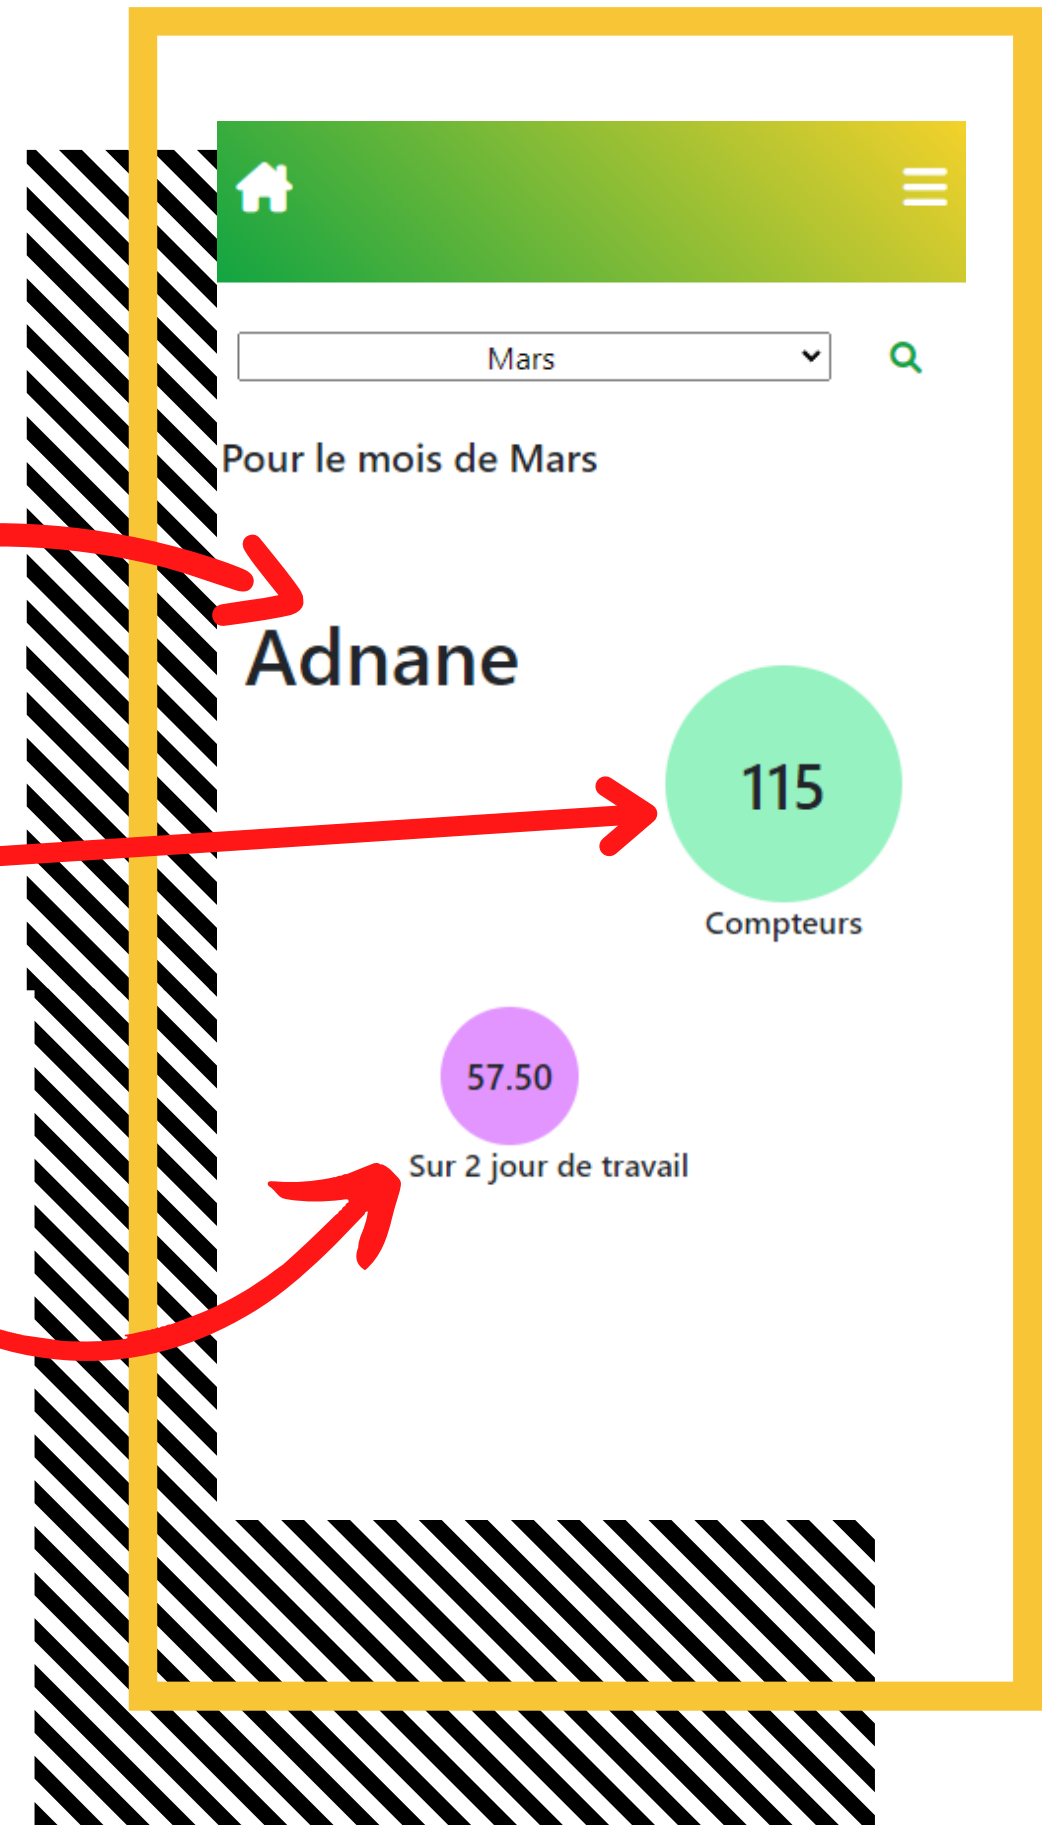 Mars
Pour le mois de Mars
Adnane
115
Compteurs
57.50
Sur 2 jour de travail